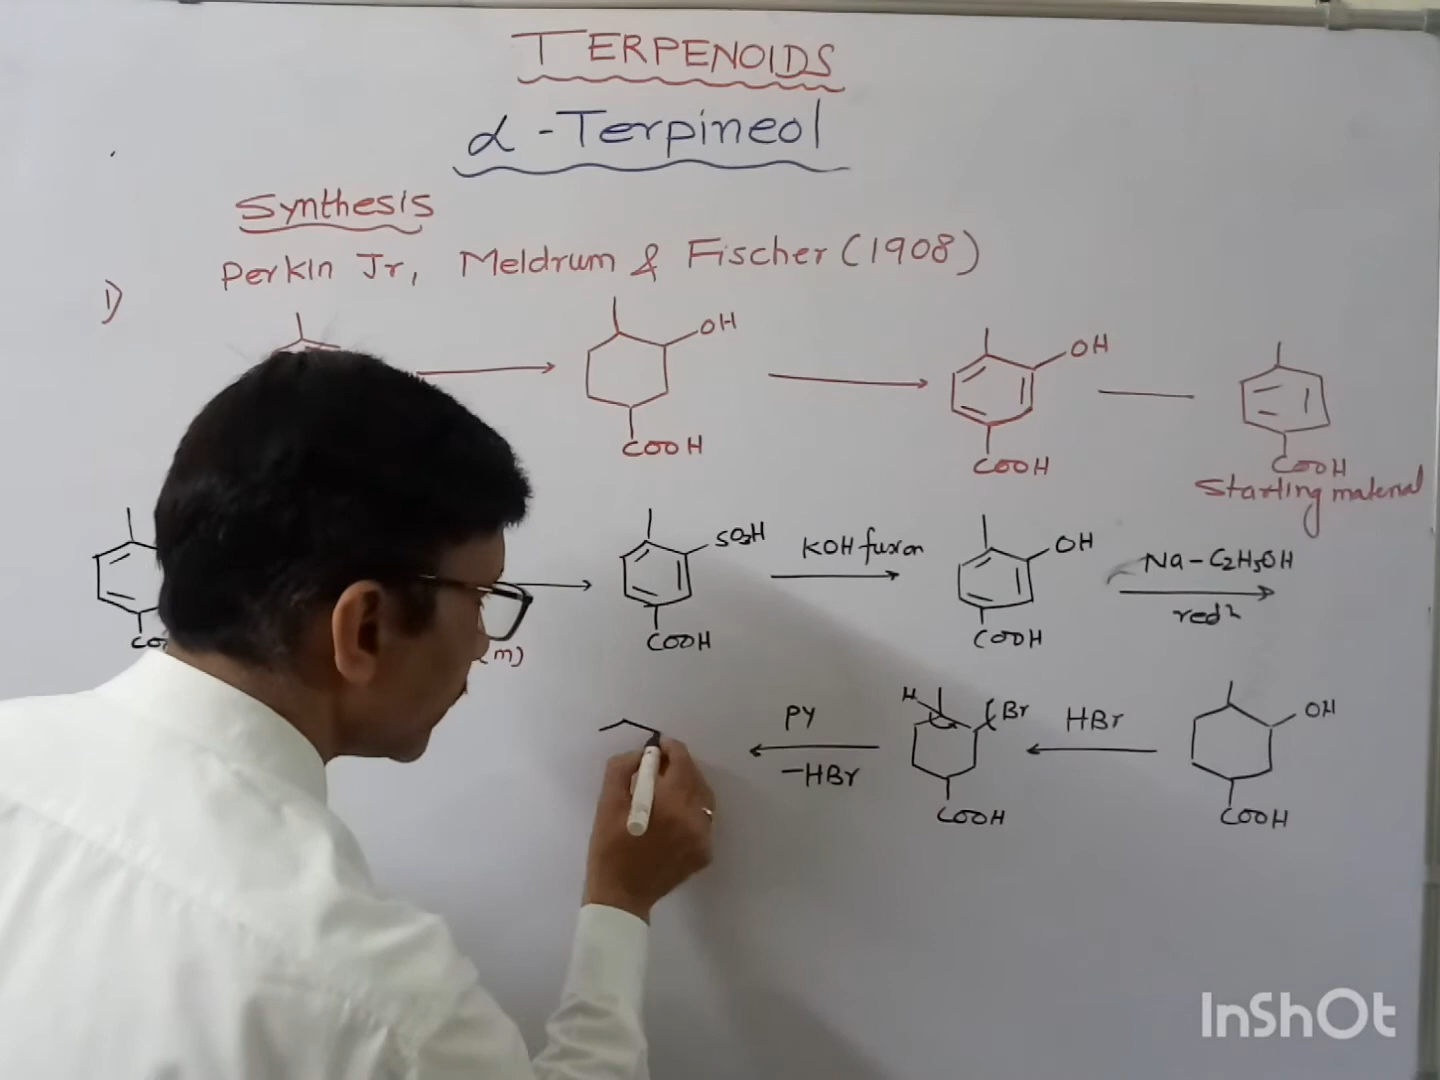 TERPENOIDS
α-Terpineol
Synthesis
1) Perkin Jr, Meldrum & Fischer (1908)
OH
COOH
OH
COOH
COOH
Starting material
SO3H
COOH
(m)
KOH fusion
OH
COOH
Na-C2H5OH
redn
PY
-HBr
H
Br
COOH
HBr
OH
COOH
InShOt